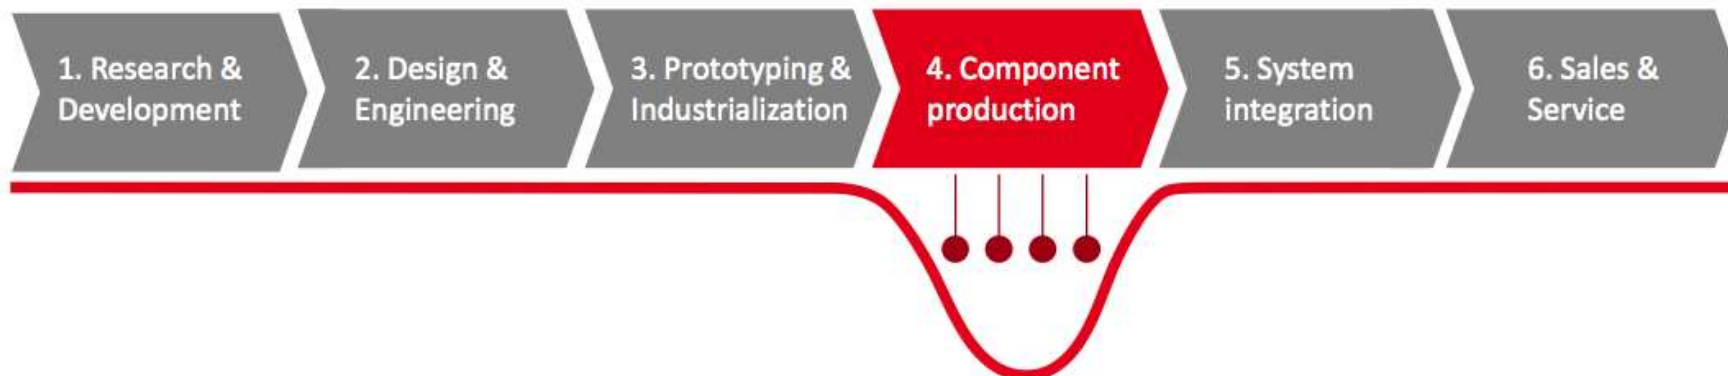 1. Research &
Development
2. Design &
Engineering
3. Prototyping &
Industrialization
4. Component
production
5. System
integration
6. Sales &
Service